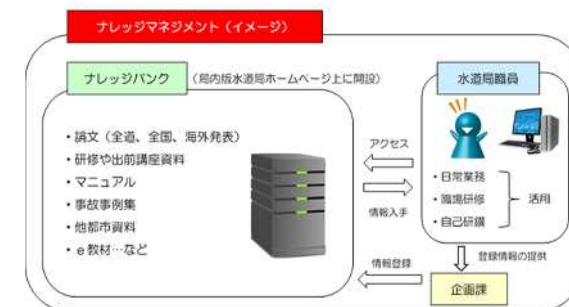 ナレッジマネジメント（イメージ）
ナレッジバンク
（局内版水道局ホームページ上に開設）
・論文（全道、全国、海外発表）
・研修や出前講座資料
・マニュアル
・事故事例集
・他都市資料
・ｅ教材…など
アクセス
情報入手
水道局職員
・日常業務
・職場研修
・自己研鑽
活用
登録情報の提供
情報登録
企画課